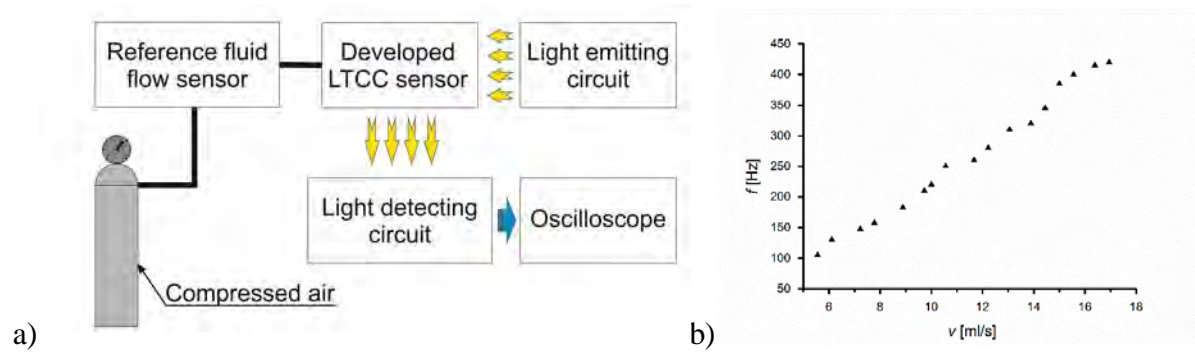 Reference fluid
flow sensor
Developed
LTCC sensor
Light emitting
circuit
Light detecting
circuit
Oscilloscope
Compressed air
a)
450
400
350
300
250
200
150
100
50
f [Hz]
6
8
10
12
14
16
18
v [ml/s]
b)